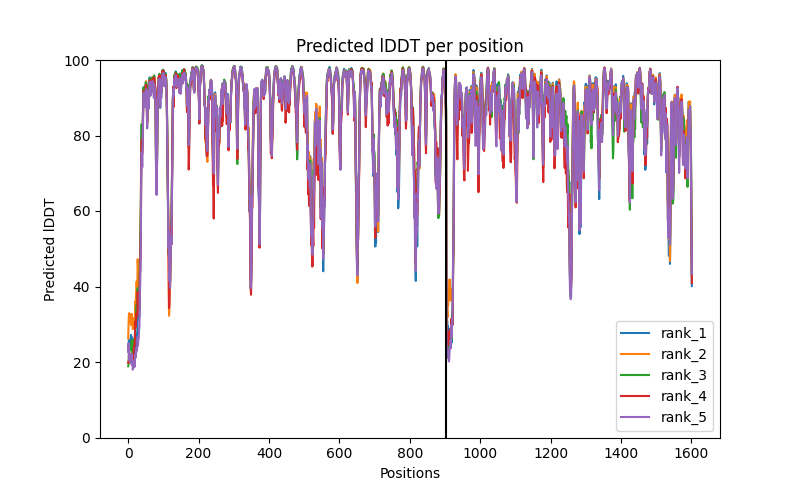 Predicted lDDT per position
100
80
60
40
20
0
Predicted lDDT
0 200 400 600 800 1000 1200 1400 1600
Positions
rank_1
rank_2
rank_3
rank_4
rank_5